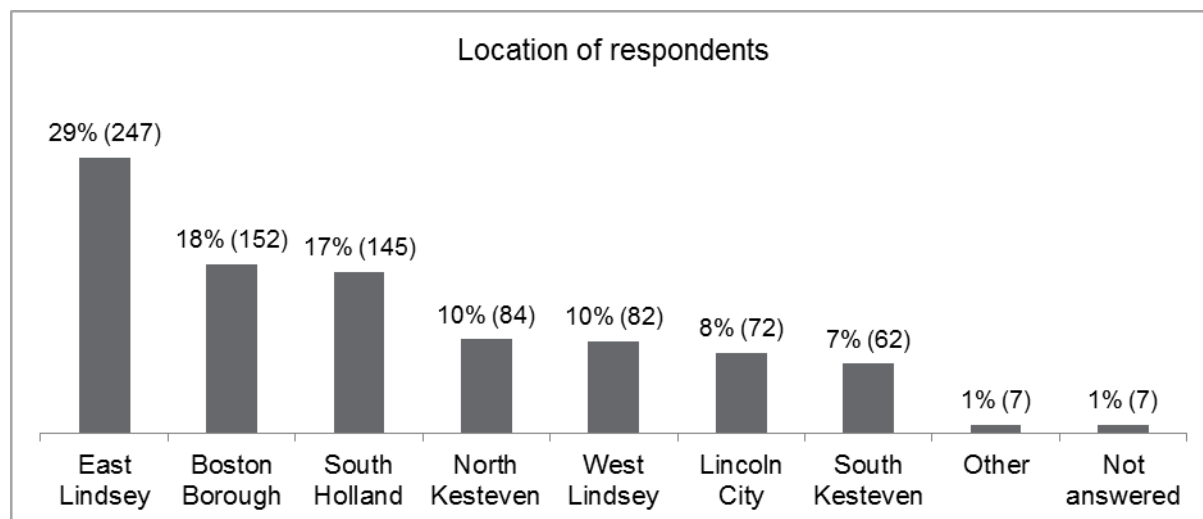 Location of respondents
29% (247)
18% (152)
17% (145)
10% (84)
10% (82)
8% (72)
7% (62)
1% (7)
1% (7)
East
Lindsey
Boston
Borough
South
Holland
North
Kesteven
West
Lindsey
Lincoln
City
South
Kesteven
Other
Not
answered